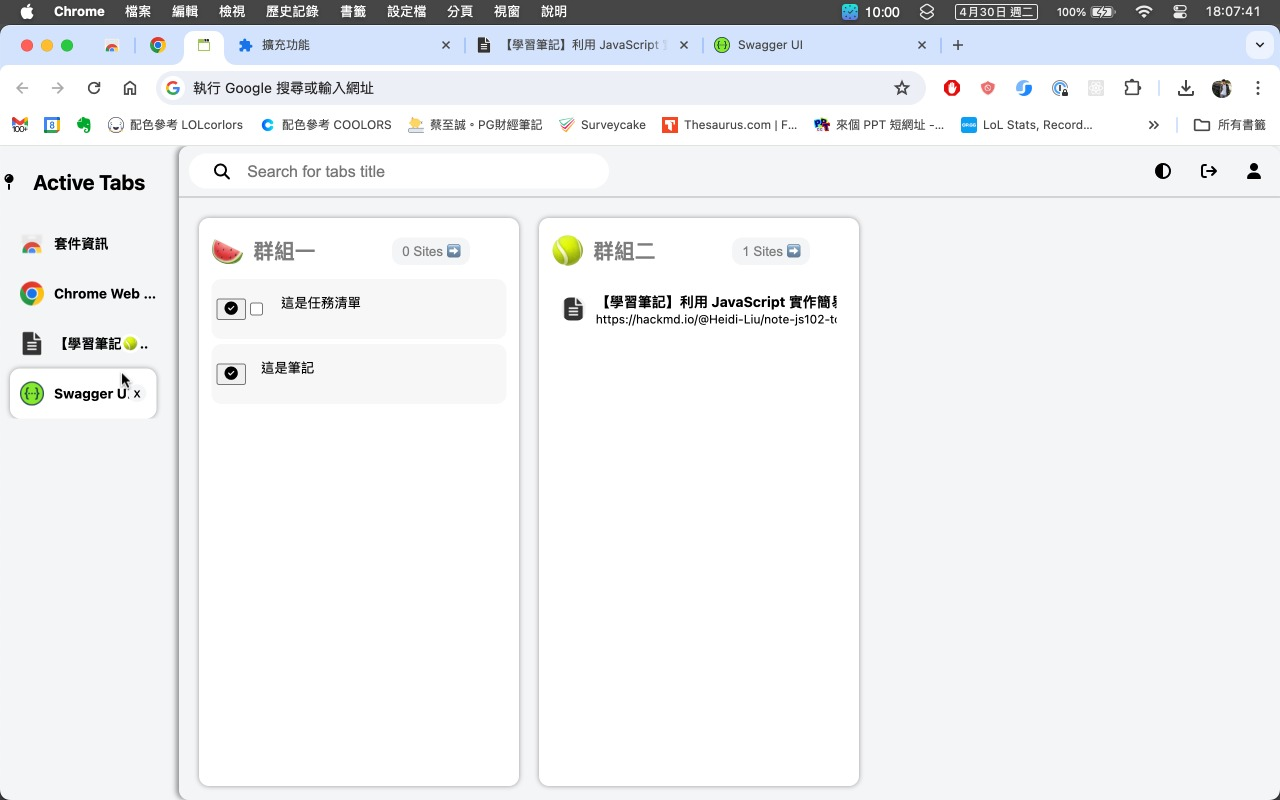 Chrome 檔案 編輯 檢視 歷史記錄 書籤 設定檔 分頁 視窗 說明 10:00 4月30日 週二 100% 18:07:41
擴充功能 【學習筆記】利用 JavaScript Swagger UI
執行 Google 搜尋或輸入網址
配色參考 LOLcorlors 配色參考 COOLORS 蔡至誠。PG財經筆記 Surveycake Thesaurus.com | F... 來個 PPT 短網址 -... LoL Stats, Record... 所有書籤
Active Tabs
Search for tabs title
套件資訊
Chrome Web ...
【學習筆記 ..
Swagger U x
群組一 0 Sites
這是任務清單
這是筆記
群組二 1 Sites
【學習筆記】利用 JavaScript 實作簡易
https://hackmd.io/@Heidi-Liu/note-js102-to